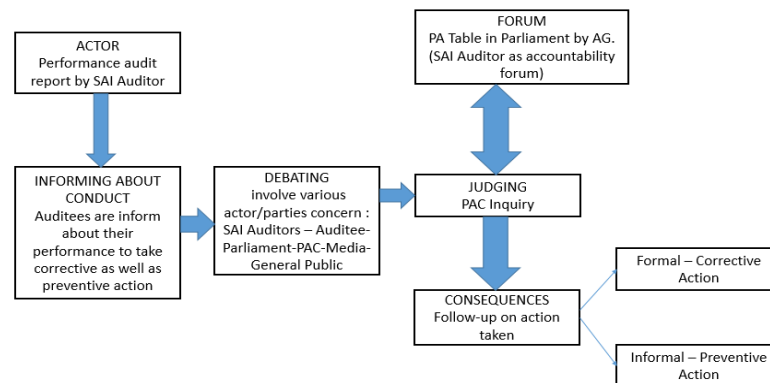 ACTOR
Performance audit
report by SAI Auditor
FORUM
PA Table in Parliament by AG.
(SAI Auditor as accountability
forum)
INFORMING ABOUT
CONDUCT
Auditees are inform
about their
performance to take
corrective as well as
preventive action
DEBATING
involve various
actor/parties concern :
SAI Auditors – Auditee-
Parliament-PAC-Media-
General Public
JUDGING
PAC Inquiry
CONSEQUENCES
Follow-up on action
taken
Formal – Corrective
Action
Informal – Preventive
Action